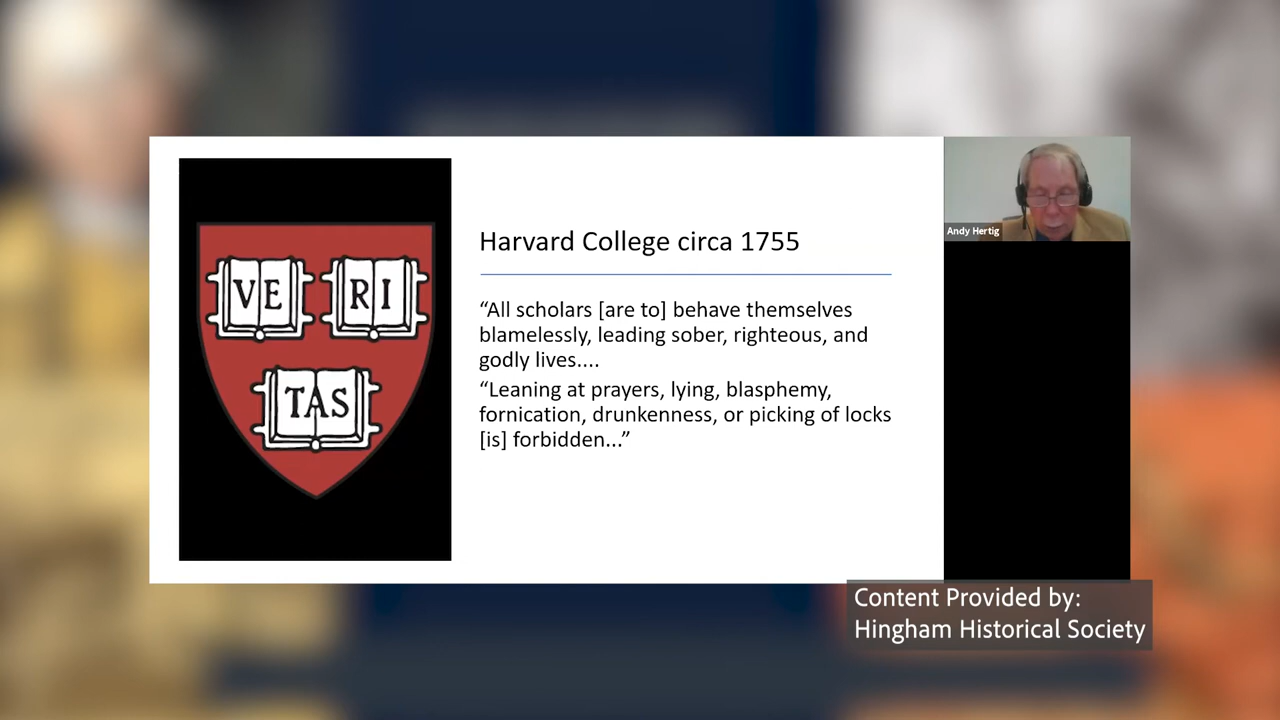 VE RI
TAS
Harvard College circa 1755
“All scholars [are to] behave themselves
blamelessly, leading sober, righteous, and
godly lives....
“Leaning at prayers, lying, blasphemy,
fornication, drunkenness, or picking of locks
[is] forbidden...”
Andy Hertig
Content Provided by:
Hingham Historical Society